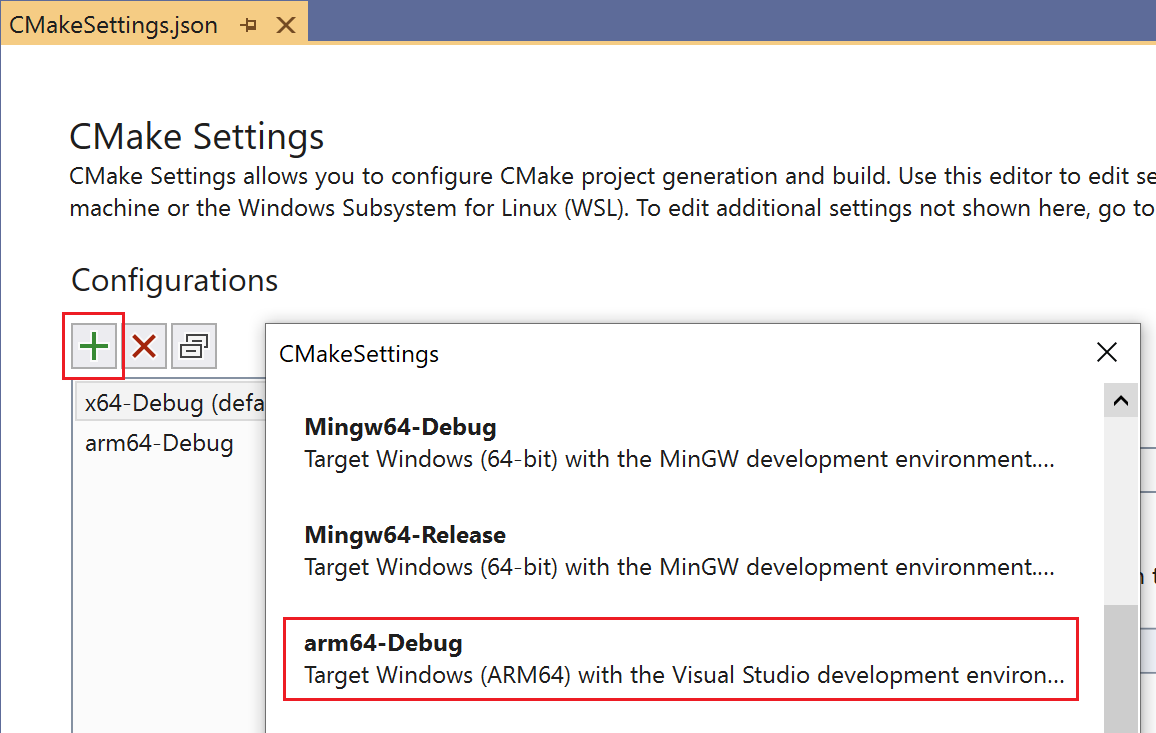 CMakeSettings.json
CMake Settings
CMake Settings allows you to configure CMake project generation and build. Use this editor to edit se
machine or the Windows Subsystem for Linux (WSL). To edit additional settings not shown here, go to
Configurations
CMakeSettings
x64-Debug (defa
arm64-Debug
Mingw64-Debug
Target Windows (64-bit) with the MinGW development environment....
Mingw64-Release
Target Windows (64-bit) with the MinGW development environment....
arm64-Debug
Target Windows (ARM64) with the Visual Studio development environ...